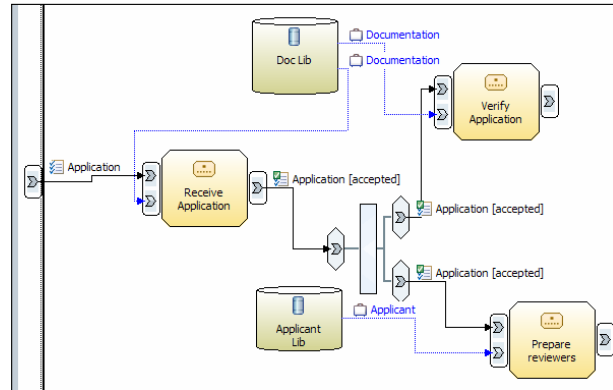 Documentation
Doc Lib
Documentation
Verify
Application
Application
Receive
Application
Application [accepted]
Application [accepted]
Application [accepted]
Applicant
Applicant
Lib
Prepare
reviewers